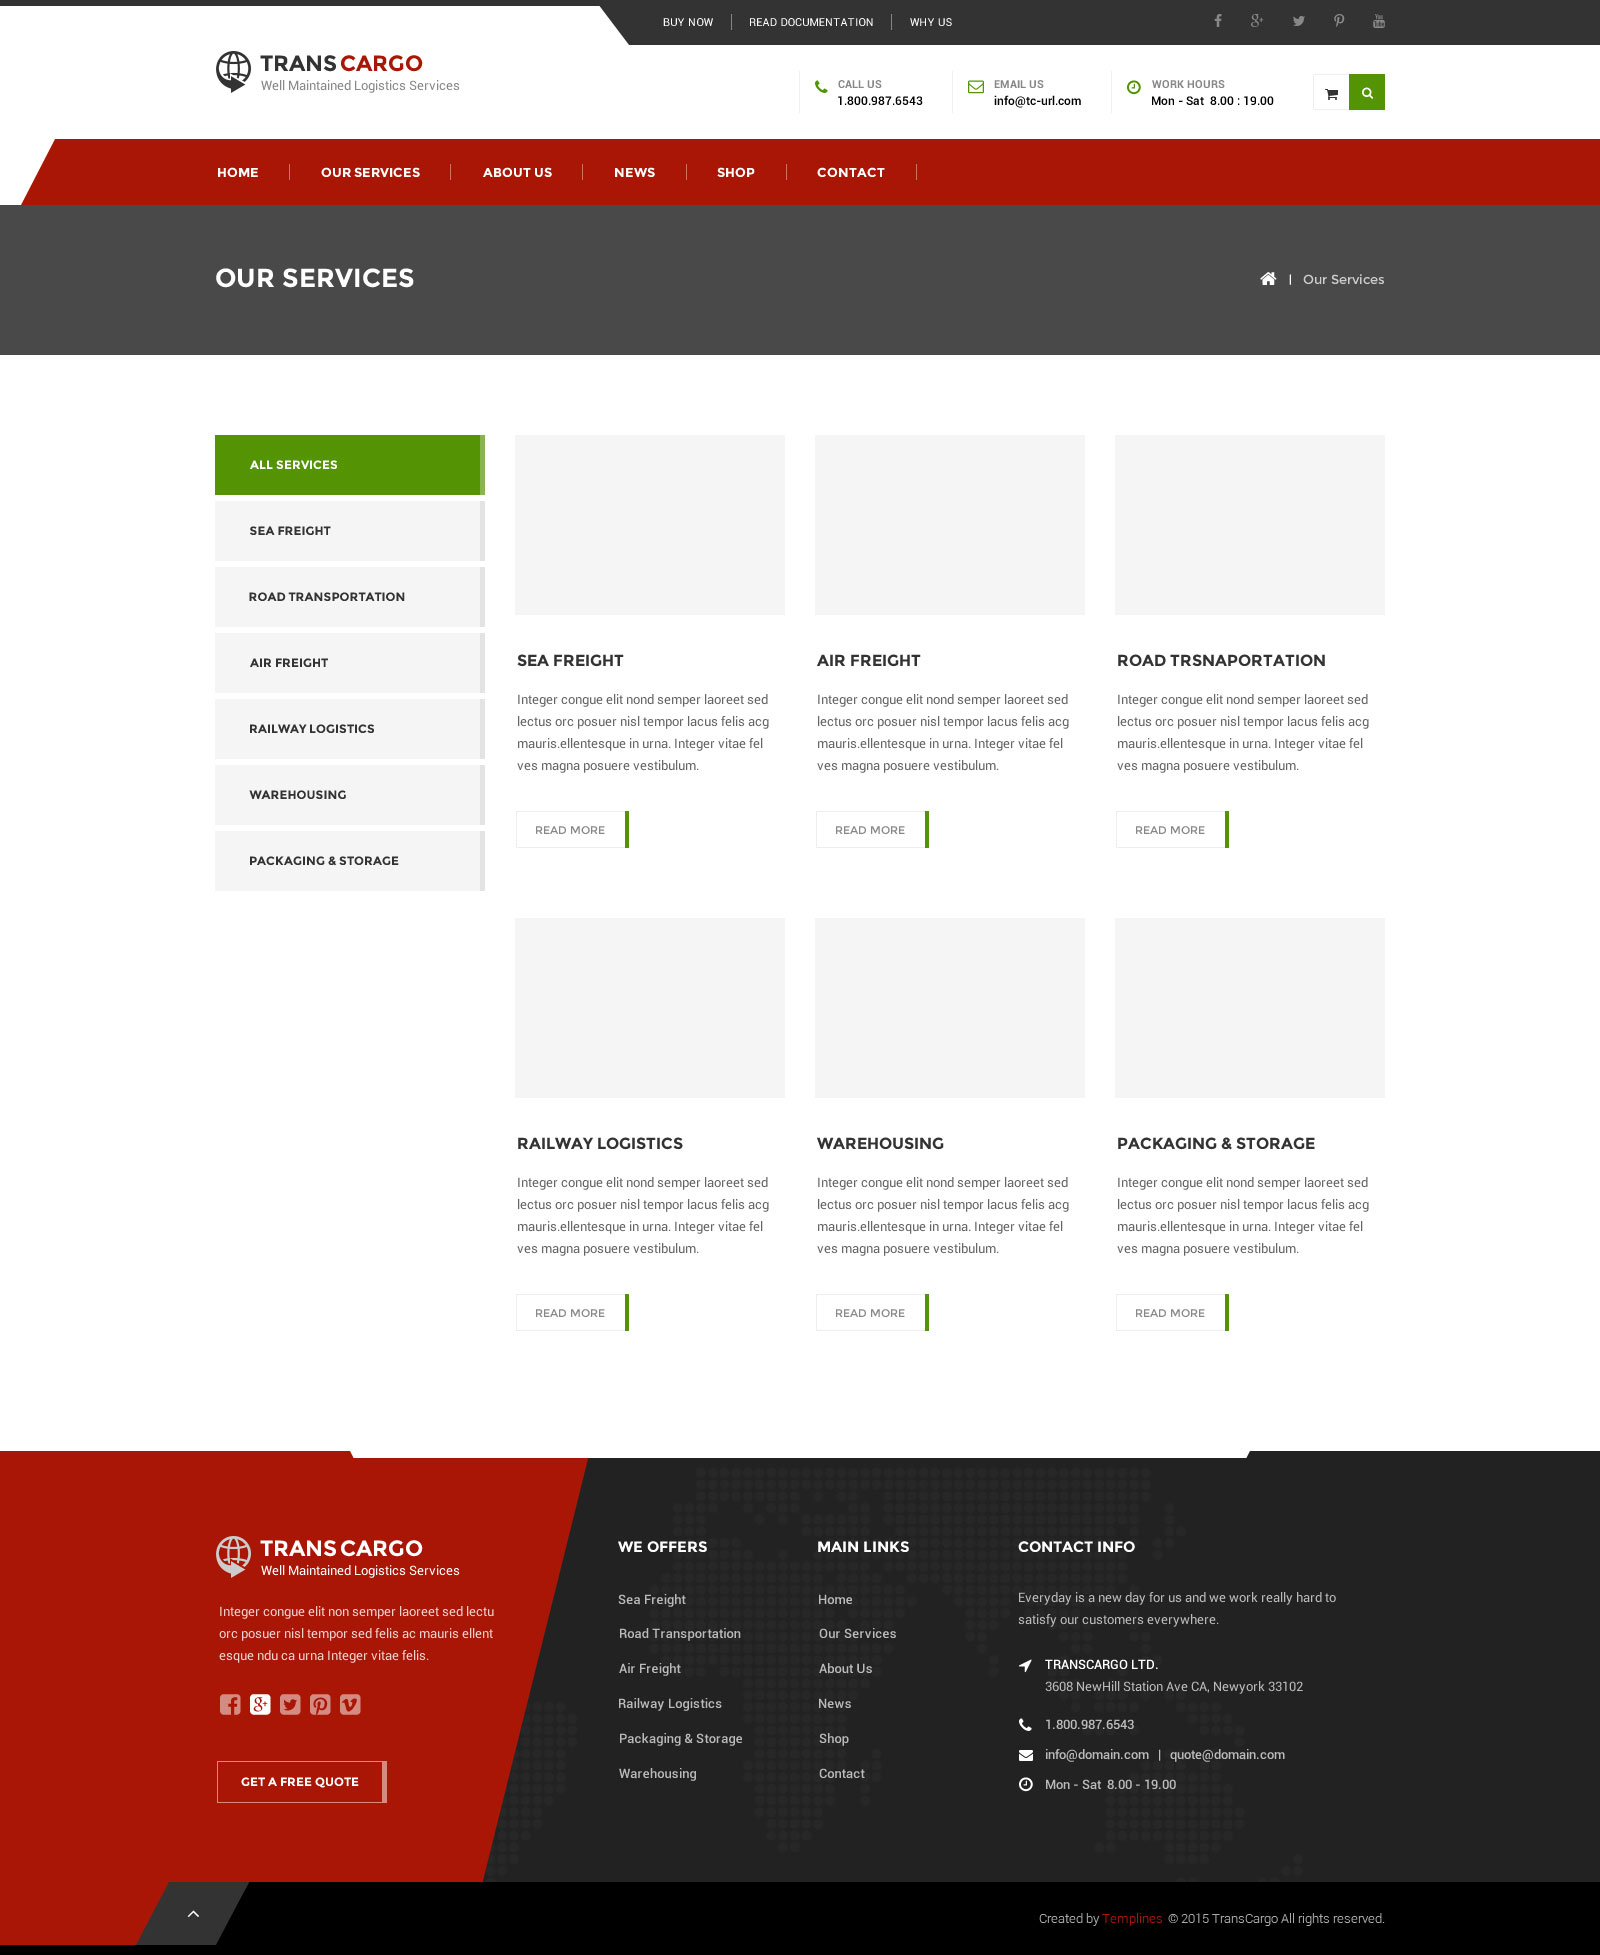 BUY NOW READ DOCUMENTATION WHY US
TRANS CARGO
Well Maintained Logistics Services
CALL US
1.800.987.6543
EMAIL US
info@tc-url.com
WORK HOURS
Mon - Sat 8.00 : 19.00
HOME OUR SERVICES ABOUT US NEWS SHOP CONTACT
OUR SERVICES
| Our Services
ALL SERVICES
SEA FREIGHT
ROAD TRANSPORTATION
AIR FREIGHT
RAILWAY LOGISTICS
WAREHOUSING
PACKAGING & STORAGE
SEA FREIGHT
Integer congue elit nond semper laoreet sed
lectus orc posuer nisl tempor lacus felis acg
mauris.ellentesque in urna. Integer vitae fel
ves magna posuere vestibulum.
READ MORE
AIR FREIGHT
Integer congue elit nond semper laoreet sed
lectus orc posuer nisl tempor lacus felis acg
mauris.ellentesque in urna. Integer vitae fel
ves magna posuere vestibulum.
READ MORE
ROAD TRSNAPORTATION
Integer congue elit nond semper laoreet sed
lectus orc posuer nisl tempor lacus felis acg
mauris.ellentesque in urna. Integer vitae fel
ves magna posuere vestibulum.
READ MORE
RAILWAY LOGISTICS
Integer congue elit nond semper laoreet sed
lectus orc posuer nisl tempor lacus felis acg
mauris.ellentesque in urna. Integer vitae fel
ves magna posuere vestibulum.
READ MORE
WAREHOUSING
Integer congue elit nond semper laoreet sed
lectus orc posuer nisl tempor lacus felis acg
mauris.ellentesque in urna. Integer vitae fel
ves magna posuere vestibulum.
READ MORE
PACKAGING & STORAGE
Integer congue elit nond semper laoreet sed
lectus orc posuer nisl tempor lacus felis acg
mauris.ellentesque in urna. Integer vitae fel
ves magna posuere vestibulum.
READ MORE
TRANS CARGO
Well Maintained Logistics Services
Integer congue elit non semper laoreet sed lectu
orc posuer nisl tempor sed felis ac mauris ellent
esque ndu ca urna Integer vitae felis.
GET A FREE QUOTE
WE OFFERS
Sea Freight
Road Transportation
Air Freight
Railway Logistics
Packaging & Storage
Warehousing
MAIN LINKS
Home
Our Services
About Us
News
Shop
Contact
CONTACT INFO
Everyday is a new day for us and we work really hard to
satisfy our customers everywhere.
TRANSCARGO LTD.
3608 NewHill Station Ave CA, Newyork 33102
1.800.987.6543
info@domain.com | quote@domain.com
Mon - Sat 8.00 - 19.00
Created by Templines © 2015 TransCargo All rights reserved.